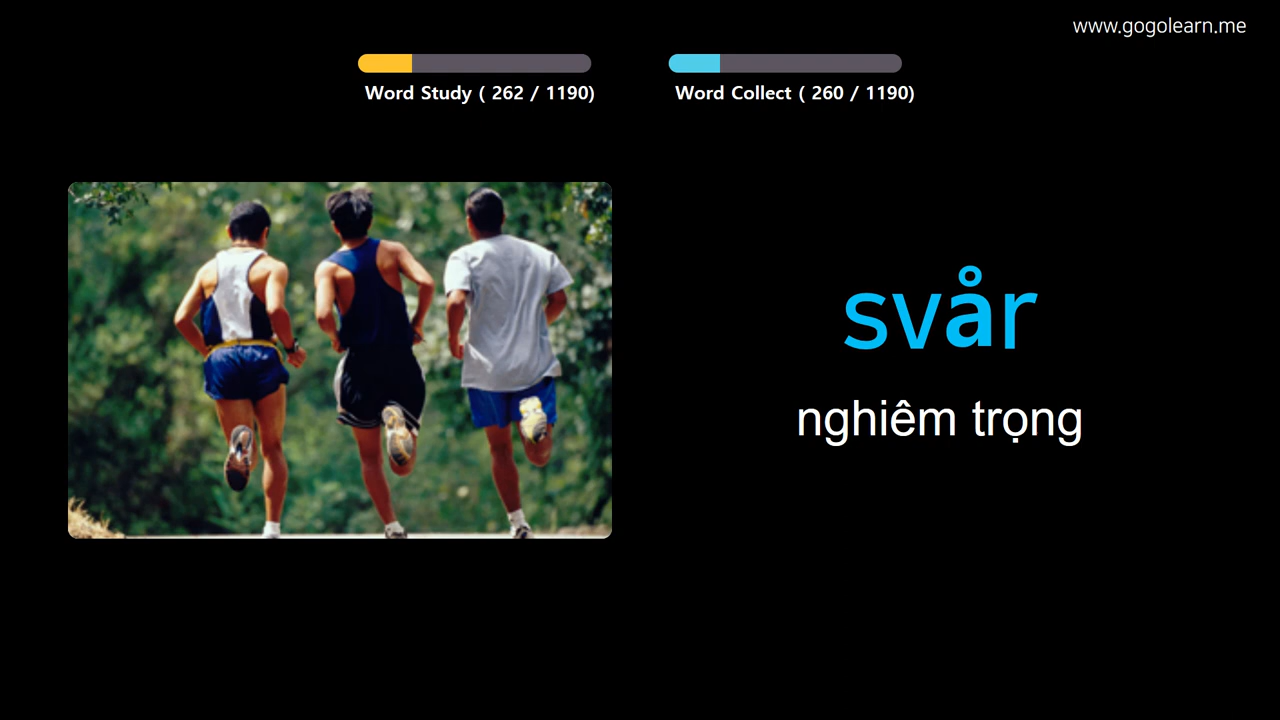 www.gogolearn.me
Word Study ( 262 / 1190)
Word Collect ( 260 / 1190)
svår
nghiêm trọng